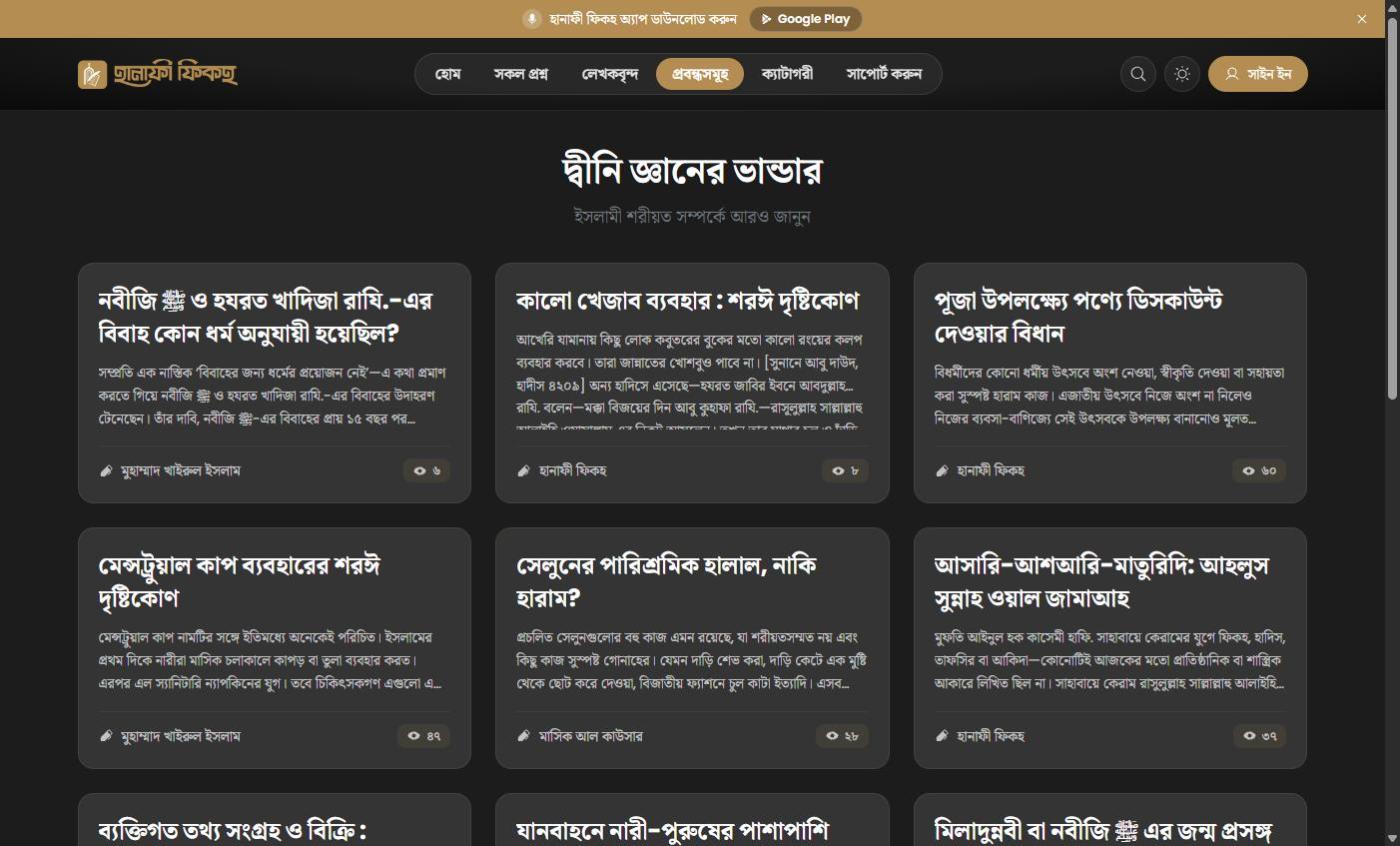 হানাফী ফিকহ অ্যাপ ডাউনলোড করুন
Google Play
হানাফী ফিকহ
হোম
সকল প্রশ্ন
লেখকবৃন্দ
প্রবন্ধসমূহ
ক্যাটাগরী
সাপোর্ট করুন
সাইন ইন
দ্বীনি জ্ঞানের ভান্ডার
ইসলামী শরীয়ত সম্পর্কে আরও জানুন
নবীজি ﷺ ও হযরত খাদিজা রাযি.-এর
বিবাহ কোন ধর্ম অনুযায়ী হয়েছিল?
সম্প্রতি এক নাস্তিক ‘বিবাহের জন্য ধর্মের প্রয়োজন নেই’—এ কথা প্রমাণ
করতে গিয়ে নবীজি ﷺ ও হযরত খাদিজা রাযি.-এর বিবাহের উদাহরণ
টেনেছেন। তাঁর দাবি, নবীজি ﷺ-এর বিবাহের প্রায় ১৫ বছর পর...
মুহাম্মাদ খাইরুল ইসলাম
৬
কালো খেজাব ব্যবহার : শরঈ দৃষ্টিকোণ
আখেরি যামানায় কিছু লোক কবুতরের বুকের মতো কালো রংয়ের কলপ
ব্যবহার করবে। তারা জান্নাতের খোশবুও পাবে না। [সুনানে আবু দাউদ,
হাদীস ৪২০৯] অন্য হাদিসে এসেছে—হযরত জাবির ইবনে আবদুল্লাহ...
রাযি. বলেন—মক্কা বিজয়ের দিন আবু কুহাফা রাযি.—রাসূলুল্লাহ সাল্লাল্লাহু
হানাফী ফিকহ
৮
পূজা উপলক্ষ্যে পণ্যে ডিসকাউন্ট
দেওয়ার বিধান
বিধর্মীদের কোনো ধর্মীয় উৎসবে অংশ নেওয়া, স্বীকৃতি দেওয়া বা সহায়তা
করা সুস্পষ্ট হারাম কাজ। এজাতীয় উৎসবে নিজে অংশ না নিলেও
নিজের ব্যবসা-বাণিজ্যে সেই উৎসবকে উপলক্ষ্য বানানোও মূলত...
হানাফী ফিকহ
৬০
মেন্সট্রুয়াল কাপ ব্যবহারের শরঈ
দৃষ্টিকোণ
মেন্সট্রুয়াল কাপ নামটির সঙ্গে ইতিমধ্যে অনেকেই পরিচিত। ইসলামের
প্রথম দিকে নারীরা মাসিক চলাকালে কাপড় বা তুলা ব্যবহার করত।
এরপর এল স্যানিটারি ন্যাপকিনের যুগ। তবে চিকিৎসকগণ এগুলো এ...
মুহাম্মাদ খাইরুল ইসলাম
৪৭
সেলুনের পারিশ্রমিক হালাল, নাকি
হারাম?
প্রচলিত সেলুনগুলোর বহু কাজ এমন রয়েছে, যা শরীয়তসম্মত নয় এবং
কিছু কাজ সুস্পষ্ট গোনাহের। যেমন দাড়ি শেভ করা, দাড়ি কেটে এক মুষ্টি
থেকে ছোট করে দেওয়া, বিজাতীয় ফ্যাশনে চুল কাটা ইত্যাদি। এসব...
মাসিক আল কাউসার
২৮
আসারি-আশআরি-মাতুরিদি: আহলুস
সুন্নাহ ওয়াল জামাআহ
মুফতি আইনুল হক কাসেমী হাফি. সাহাবায়ে কেরামের যুগে ফিকহ, হাদিস,
তাফসির বা আকিদা—কোনোটিই আজকের মতো প্রাতিষ্ঠানিক বা শাস্ত্রিক
আকারে লিখিত ছিল না। সাহাবায়ে কেরাম রাসুলুল্লাহ সাল্লাল্লাহু আলাইহি...
হানাফী ফিকহ
৩৭
ব্যক্তিগত তথ্য সংগ্রহ ও বিক্রি :
যানবাহনে নারী-পুরুষের পাশাপাশি
মিলাদুন্নবী বা নবীজি ﷺ এর জন্ম প্রসঙ্গ